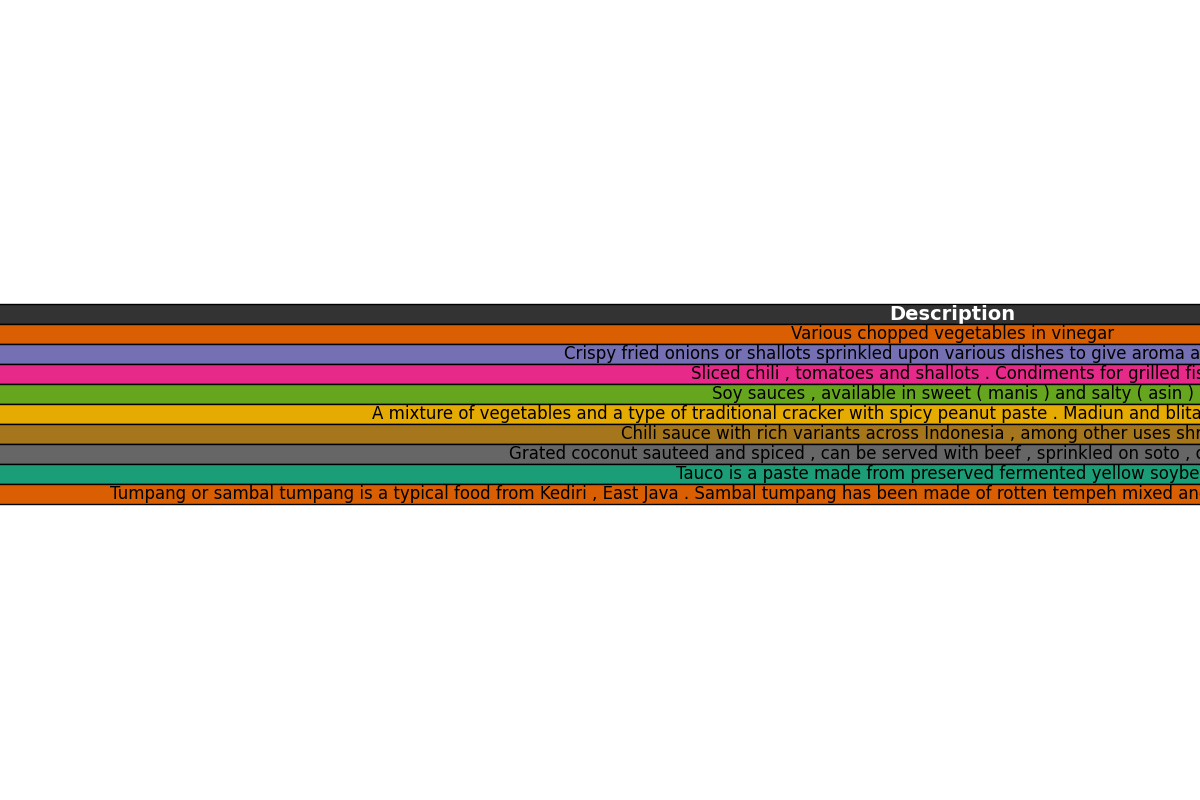 Description
Various chopped vegetables in vinegar
Crispy fried onions or shallots sprinkled upon various dishes to give aroma a
Sliced chili , tomatoes and shallots . Condiments for grilled fis
Soy sauces , available in sweet ( manis ) and salty ( asin )
A mixture of vegetables and a type of traditional cracker with spicy peanut paste . Madiun and blita
Chili sauce with rich variants across Indonesia , among other uses shr
Grated coconut sauteed and spiced , can be served with beef , sprinkled on soto ,
Tauco is a paste made from preserved fermented yellow soybe
Tumpang or sambal tumpang is a typical food from Kediri , East Java . Sambal tumpang has been made of rotten tempeh mixed an